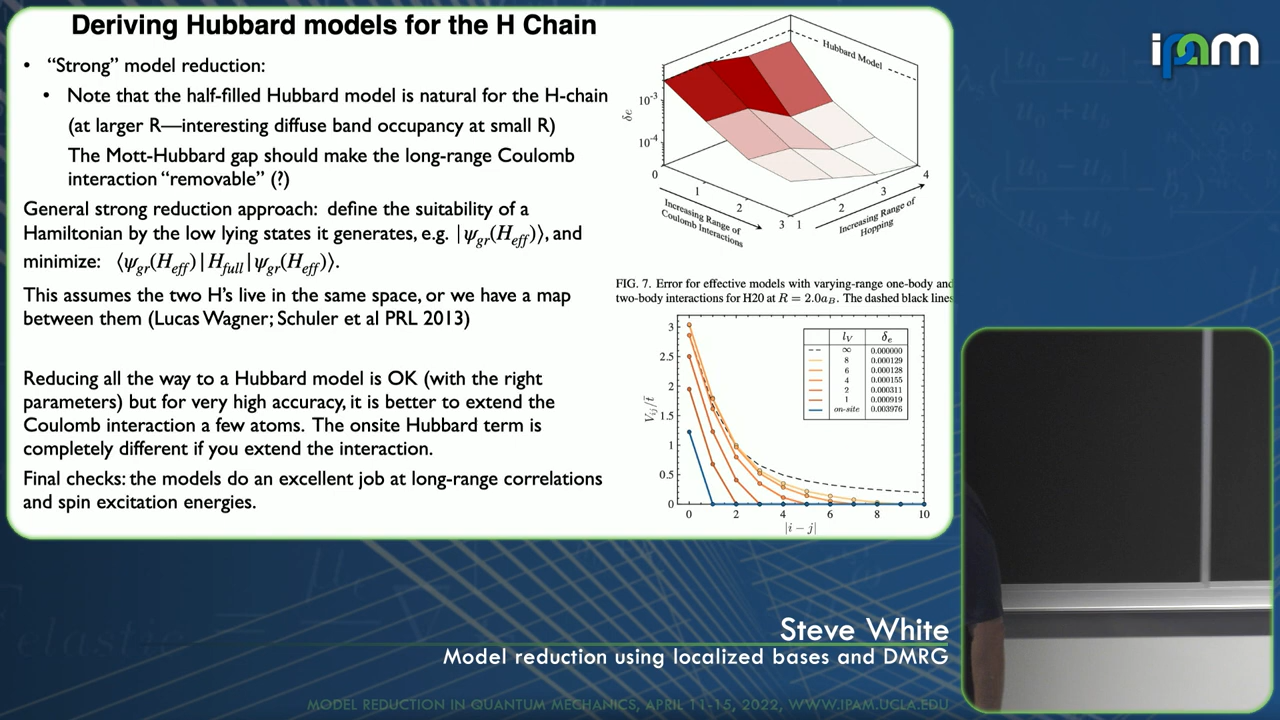 Deriving Hubbard models for the H Chain
• “Strong” model reduction:
• Note that the half-filled Hubbard model is natural for the H-chain
(at larger R—interesting diffuse band occupancy at small R)
The Mott-Hubbard gap should make the long-range Coulomb
interaction “removable” (?)
General strong reduction approach: define the suitability of a
Hamiltonian by the low lying states it generates, e.g. |ψgr(Heff)⟩, and
minimize: ⟨ψgr(Heff)|Hfull|ψgr(Heff)⟩.
This assumes the two H’s live in the same space, or we have a map
between them (Lucas Wagner; Schuler et al PRL 2013)
Reducing all the way to a Hubbard model is OK (with the right
parameters) but for very high accuracy, it is better to extend the
Coulomb interaction a few atoms. The onsite Hubbard term is
completely different if you extend the interaction.
Final checks: the models do an excellent job at long-range correlations
and spin excitation energies.
Hubbard Model
δe
10⁻³
10⁻⁴
0 1 2 3
Increasing Range of
Coulomb Interactions
1 2 3 4
Increasing Range of
Hopping
FIG. 7. Error for effective models with varying-range one-body and
two-body interactions for H20 at R = 2.0aB. The dashed black lines
Vij/t̄
3
2.5
2
1.5
1
0.5
0
lV δe
∞ 0.000000
8 0.000129
6 0.000128
4 0.000155
2 0.000311
1 0.000919
on-site 0.003976
0 2 4 6 8 10
|i − j|
ipam
Steve White
Model reduction using localized bases and DMRG
MODEL REDUCTION IN QUANTUM MECHANICS, APRIL 11-15, 2022, WWW.IPAM.UCLA.EDU